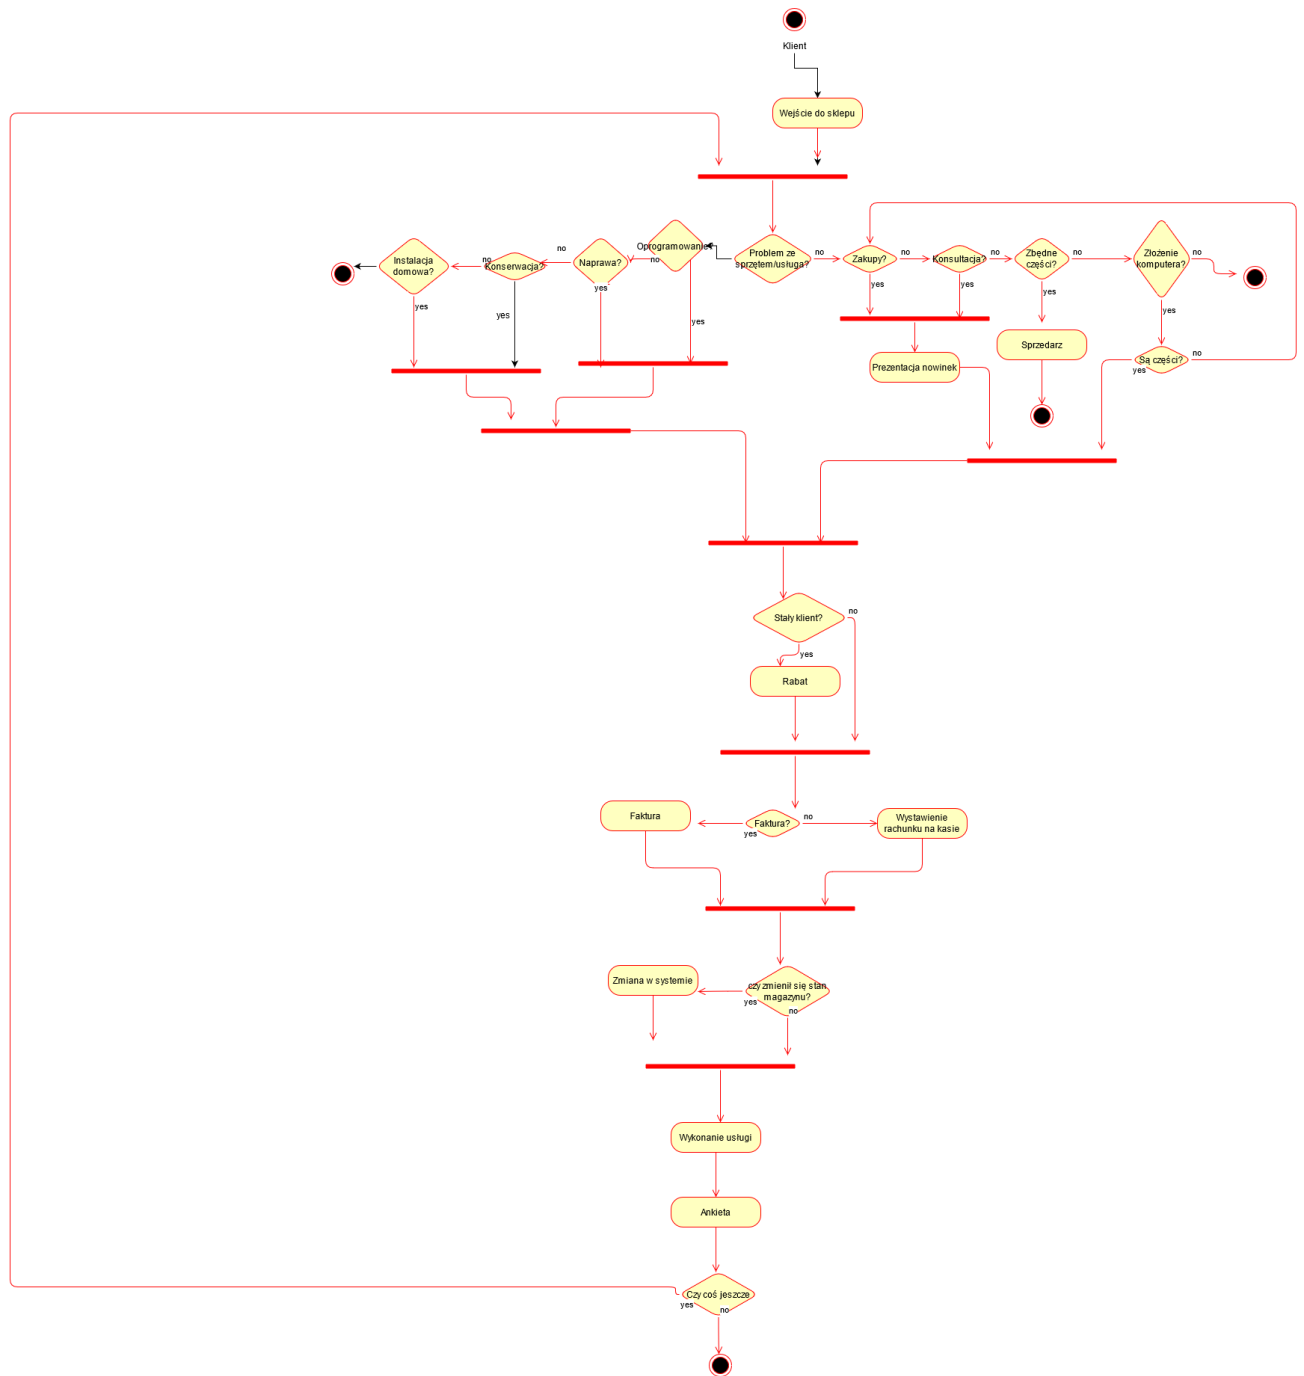 Klient
Wejście do sklepu
Instalacja
domowa?
no
Konserwacja?
no
Naprawa?
no
Oprogramowanie
Problem ze
sprzętem/usługa?
no
Zakupy?
no
Konsultacja?
no
Zbędne
części?
no
Złożenie
komputera?
no
yes
yes
yes
yes
yes
yes
yes
yes
Prezentacja nowinek
Sprzedarz
Są części?
yes
no
Stały klient?
no
yes
Rabat
Faktura
Faktura?
yes
no
Wystawienie
rachunku na kasie
Zmiana w systemie
czy zmienił się stan
magazynu?
yes
no
Wykonanie usługi
Ankieta
Czy coś jeszcze
yes
no